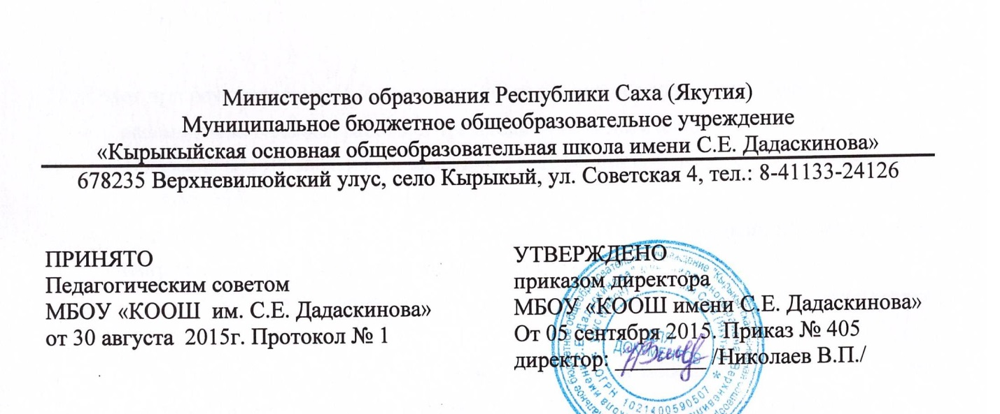 Министерство образования Республики Саха (Якутия)
Муниципальное бюджетное общеобразовательное учреждение
«Кырыкыйская основная общеобразовательная школа имени С.Е. Дадаскинова»
678235 Верхневилюйский улус, село Кырыкый, ул. Советская 4, тел.: 8-41133-24126
ПРИНЯТО
Педагогическим советом
МБОУ «КООШ им. С.Е. Дадаскинова»
от 30 августа 2015г. Протокол № 1
УТВЕРЖДЕНО
приказом директора
МБОУ «КООШ имени С.Е. Дадаскинова»
От 05 сентября 2015. Приказ № 405
директор: _________ /Николаев В.П./
ОГРН 1021400590507